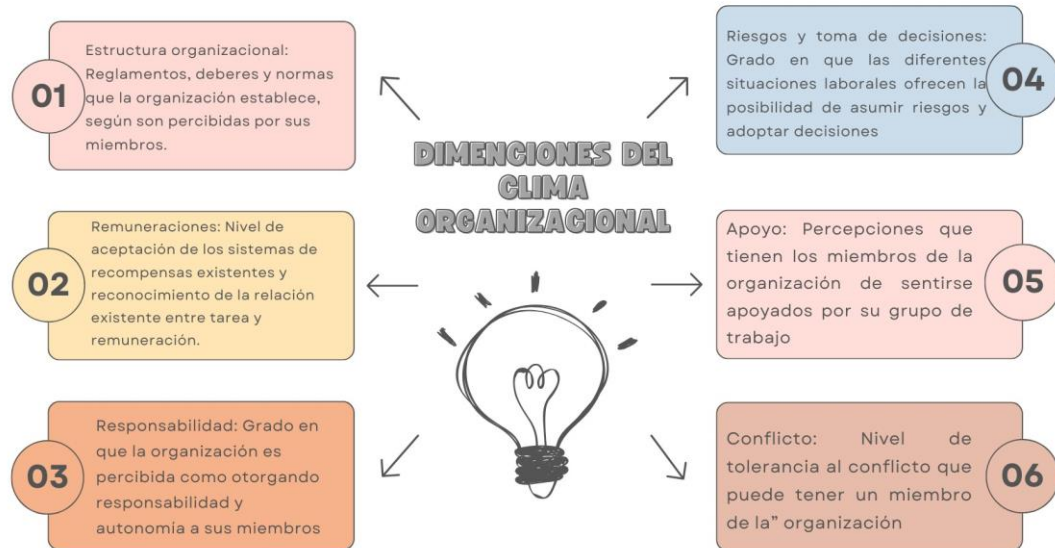 DIMENCIONES DEL
CLIMA
ORGANIZACIONAL
01
Estructura organizacional:
Reglamentos, deberes y normas
que la organización establece,
según son percibidas por sus
miembros.
02
Remuneraciones: Nivel de
aceptación de los sistemas de
recompensas existentes y
reconocimiento de la relación
existente entre tarea y
remuneración.
03
Responsabilidad: Grado en
que la organización es
percibida como otorgando
responsabilidad y
autonomía a sus miembros
Riesgos y toma de decisiones:
Grado en que las diferentes
situaciones laborales ofrecen la
posibilidad de asumir riesgos y
adoptar decisiones
04
Apoyo: Percepciones que
tienen los miembros de la
organización de sentirse
apoyados por su grupo de
trabajo
05
Conflicto: Nivel de
tolerancia al conflicto que
puede tener un miembro
de la” organización
06